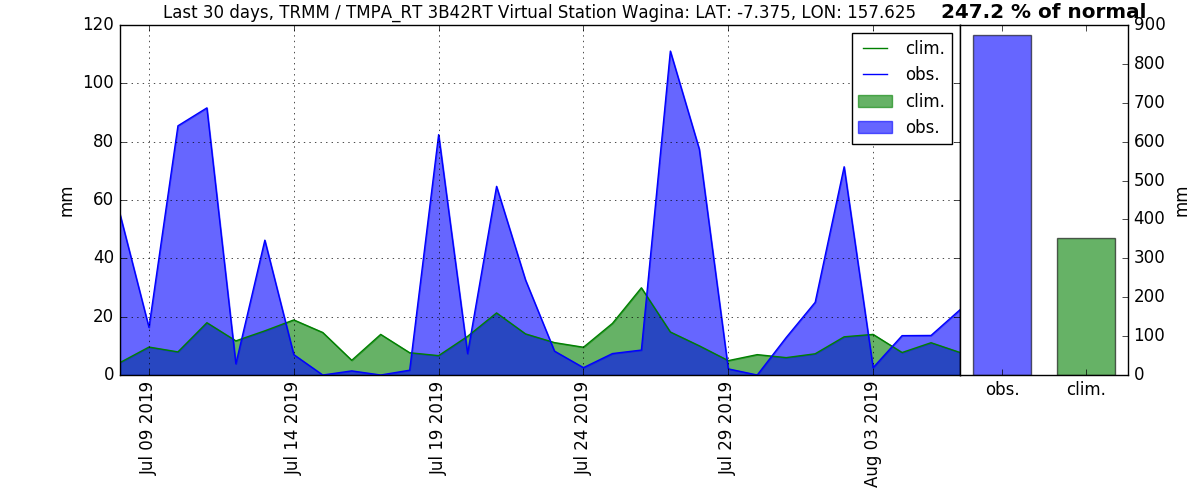 Last 30 days, TRMM / TMPA_RT 3B42RT Virtual Station Wagina: LAT: -7.375, LON: 157.625
247.2 % of normal
120
100
80
60
40
20
0
mm
clim.
obs.
clim.
obs.
Jul 09 2019
Jul 14 2019
Jul 19 2019
Jul 24 2019
Jul 29 2019
Aug 03 2019
900
800
700
600
500
400
300
200
100
0
mm
obs.
clim.